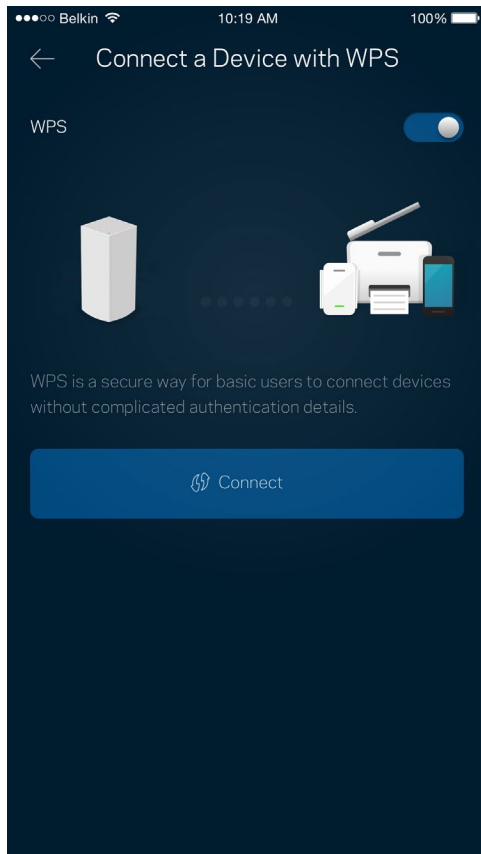 Belkin 10:19 AM 100%
Connect a Device with WPS
WPS
WPS is a secure way for basic users to connect devices
without complicated authentication details.
Connect